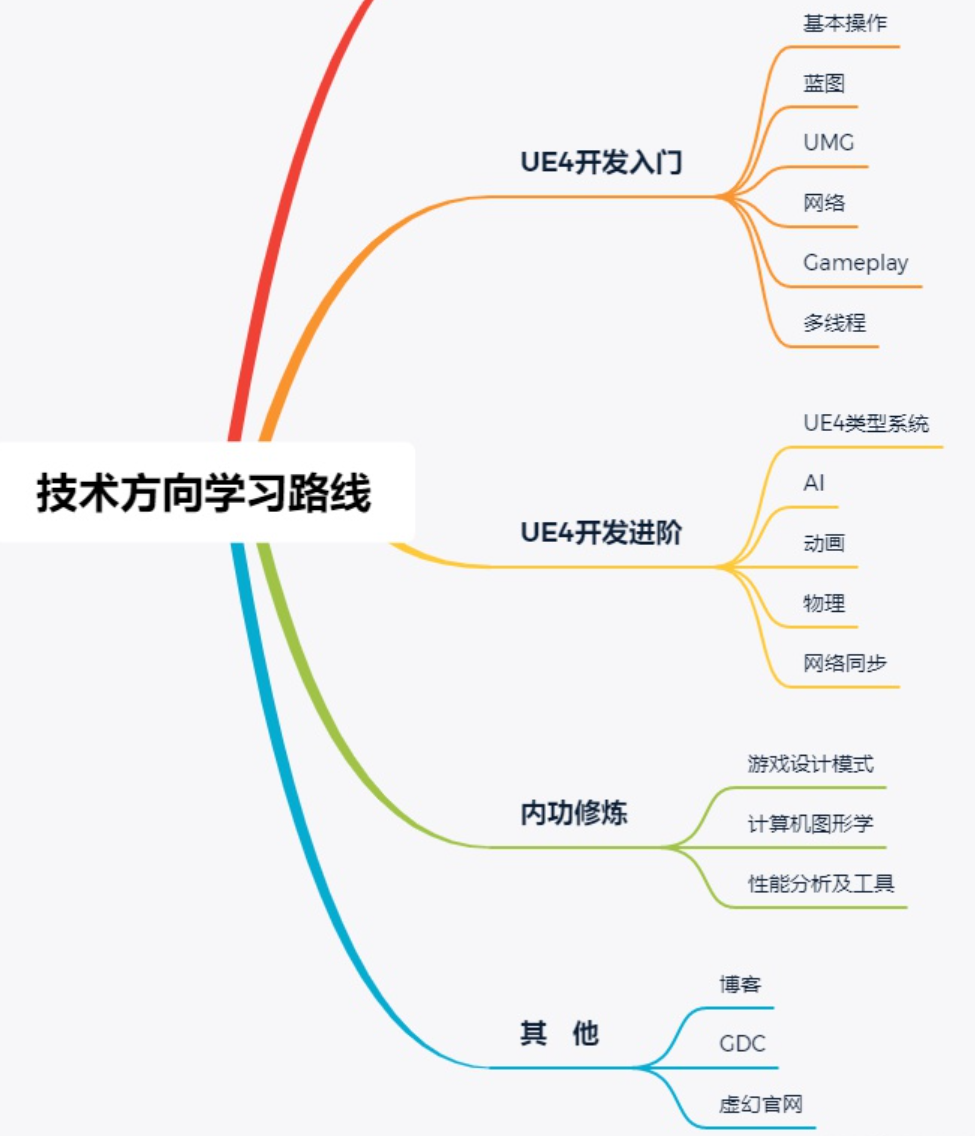 技术方向学习路线
UE4开发入门
基本操作
蓝图
UMG
网络
Gameplay
多线程
UE4开发进阶
UE4类型系统
AI
动画
物理
网络同步
内功修炼
游戏设计模式
计算机图形学
性能分析及工具
其 他
博客
GDC
虚幻官网